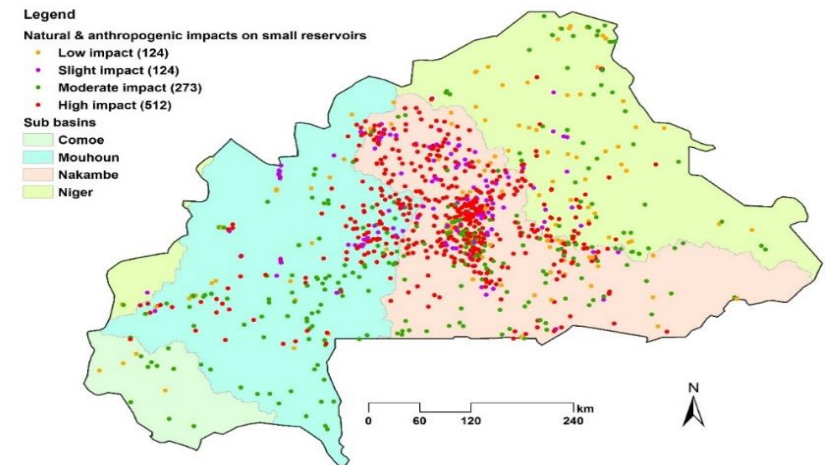 Legend
Natural & anthropogenic impacts on small reservoirs
Low impact (124)
Slight impact (124)
Moderate impact (273)
High impact (512)
Sub basins
Comoe
Mouhoun
Nakambe
Niger
N
km
0 60 120 240